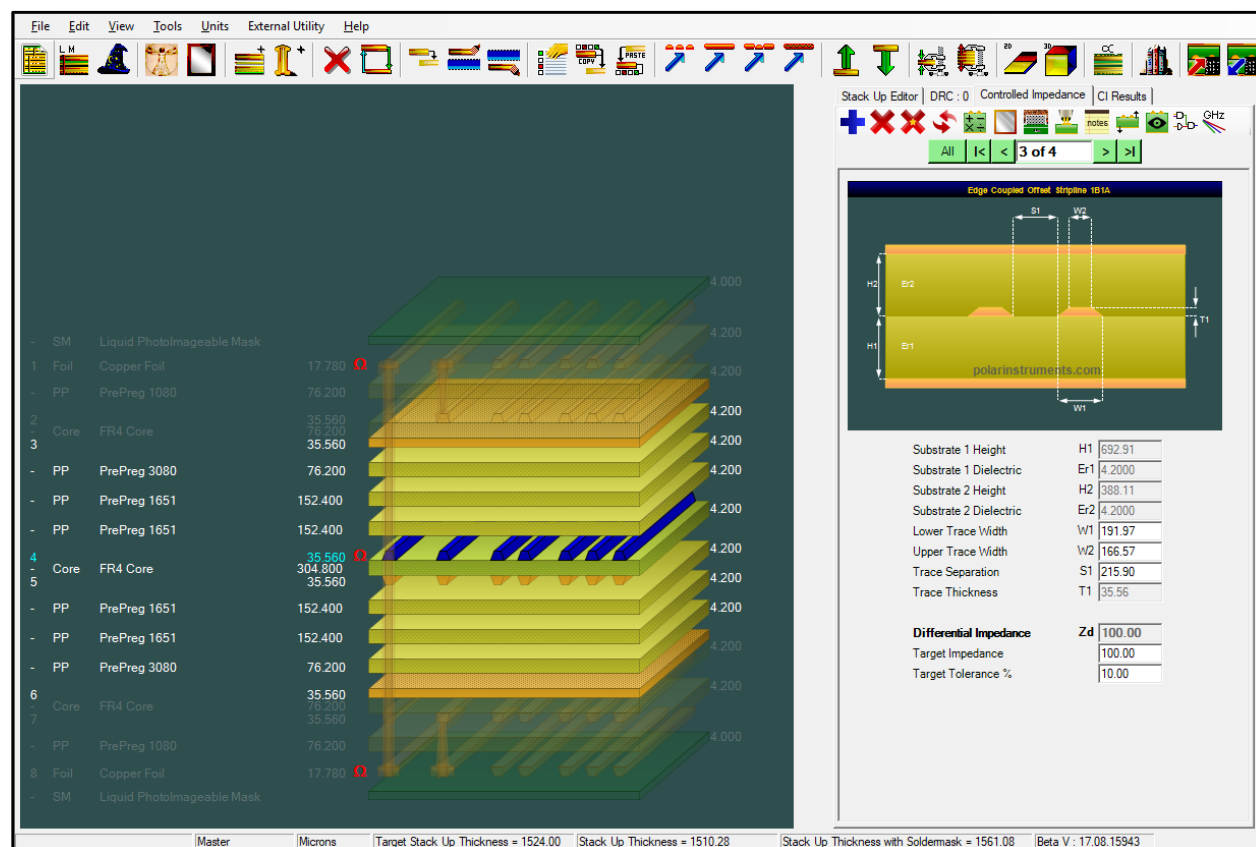 File Edit View Tools Units External Utility Help
L M
2D 3D CC
COPY PASTE
Stack Up Editor DRC : 0 Controlled Impedance CI Results
notes GHz
All |< < 3 of 4 > >|
Edge Coupled Offset Stripline 1B1A
S1 W2
H2 Er2
T1
H1 Er1
polarinstruments.com
W1
4.000
4.200
- SM Liquid PhotoImageable Mask
1 Foil Copper Foil 17.780 Ω 4.200
- PP PrePreg 1080 76.200
2 35.560 4.200
- Core FR4 Core 76.200
3 35.560 4.200
- PP PrePreg 3080 76.200 4.200
- PP PrePreg 1651 152.400 4.200
- PP PrePreg 1651 152.400 4.200
4 35.560 Ω 4.200
- Core FR4 Core 304.800
5 35.560 4.200
- PP PrePreg 1651 152.400 4.200
- PP PrePreg 1651 152.400 4.200
- PP PrePreg 3080 76.200
6 35.560 4.200
- Core FR4 Core 76.200
7 35.560
- PP PrePreg 1080 76.200 4.000
8 Foil Copper Foil 17.780 Ω
- SM Liquid PhotoImageable Mask
Substrate 1 Height H1 692.91
Substrate 1 Dielectric Er1 4.2000
Substrate 2 Height H2 388.11
Substrate 2 Dielectric Er2 4.2000
Lower Trace Width W1 191.97
Upper Trace Width W2 166.57
Trace Separation S1 215.90
Trace Thickness T1 35.56
Differential Impedance Zd 100.00
Target Impedance 100.00
Target Tolerance % 10.00
Master Microns Target Stack Up Thickness = 1524.00 Stack Up Thickness = 1510.28 Stack Up Thickness with Soldermask = 1561.08 Beta V : 17.08.15943